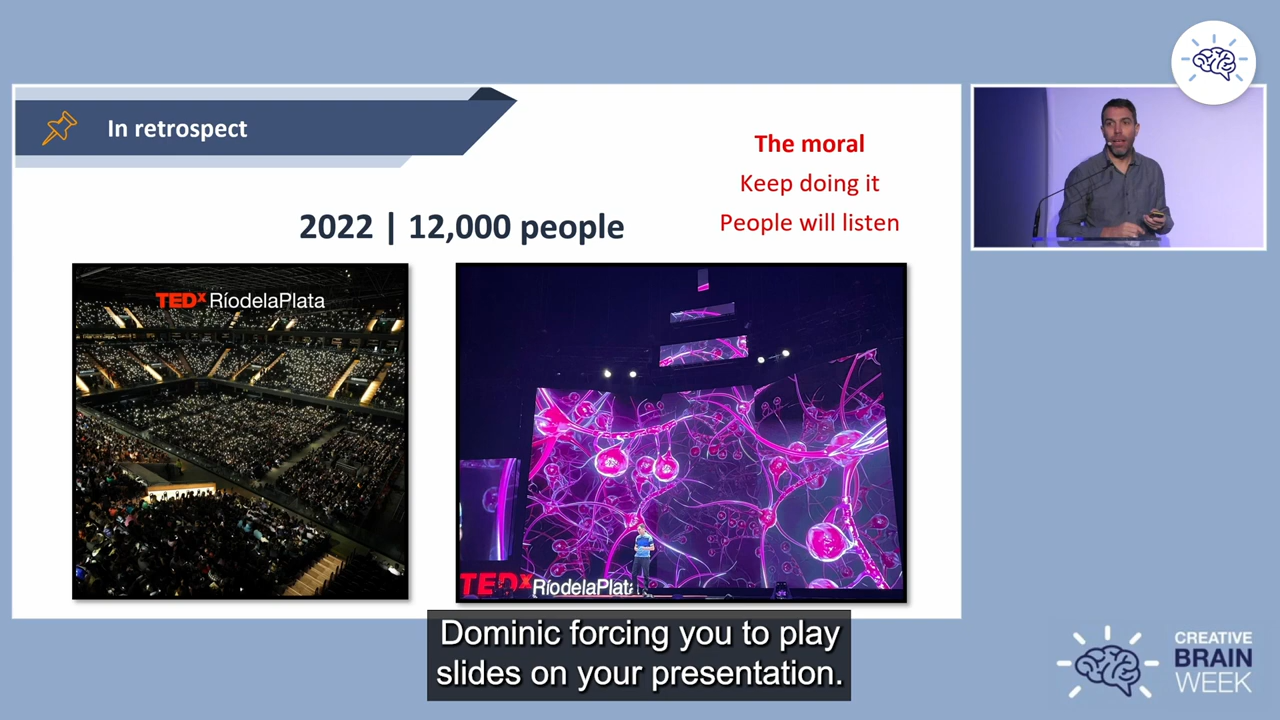 In retrospect
The moral
Keep doing it
People will listen
2022 | 12,000 people
TEDx RíodelaPlata
TEDx RíodelaPlata
Dominic forcing you to play
slides on your presentation.
CREATIVE
BRAIN
WEEK